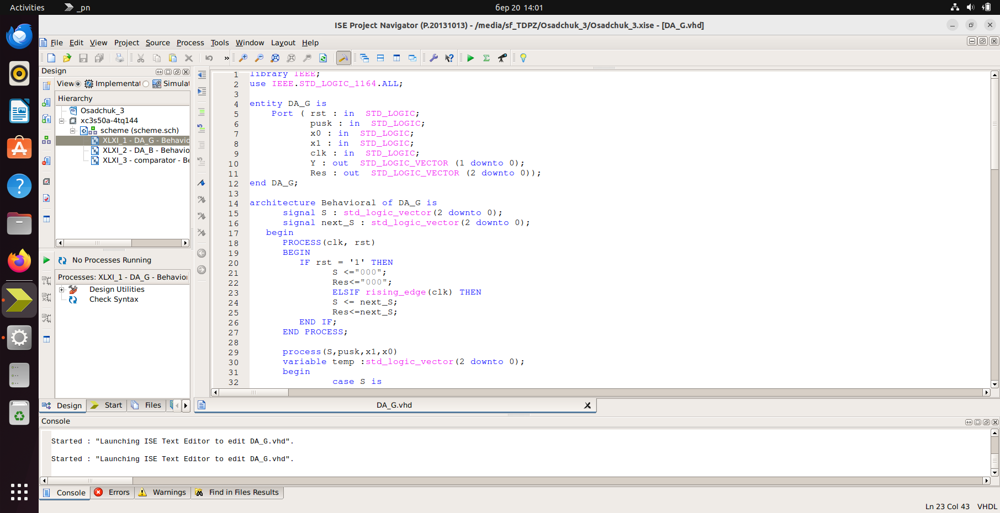 Activities
_pn
бер 20 14:01
ISE Project Navigator (P.20131013) - /media/sf_TDPZ/Osadchuk_3/Osadchuk_3.xise - [DA_G.vhd]
File Edit View Project Source Process Tools Window Layout Help
Design
View Implementat Simulat
Hierarchy
Osadchuk_3
xc3s50a-4tq144
scheme (scheme.sch)
XLXI_1 - DA_G - Behavio
XLXI_2 - DA_B - Behavio
XLXI_3 - comparator - Be
No Processes Running
Processes: XLXI_1 - DA_G - Behavior
Design Utilities
Check Syntax
Design Start Files
1 library IEEE;
2 use IEEE.STD_LOGIC_1164.ALL;
3
4 entity DA_G is
5 Port ( rst : in STD_LOGIC;
6 pusk : in STD_LOGIC;
7 x0 : in STD_LOGIC;
8 x1 : in STD_LOGIC;
9 clk : in STD_LOGIC;
10 Y : out STD_LOGIC_VECTOR (1 downto 0);
11 Res : out STD_LOGIC_VECTOR (2 downto 0));
12 end DA_G;
13
14 architecture Behavioral of DA_G is
15 signal S : std_logic_vector(2 downto 0);
16 signal next_S : std_logic_vector(2 downto 0);
17 begin
18 PROCESS(clk, rst)
19 BEGIN
20 IF rst = '1' THEN
21 S <="000";
22 Res<="000";
23 ELSIF rising_edge(clk) THEN
24 S <= next_S;
25 Res<=next_S;
26 END IF;
27 END PROCESS;
28
29 process(S,pusk,x1,x0)
30 variable temp :std_logic_vector(2 downto 0);
31 begin
32 case S is
DA_G.vhd
Console
Started : "Launching ISE Text Editor to edit DA_G.vhd".
Started : "Launching ISE Text Editor to edit DA_G.vhd".
Console Errors Warnings Find in Files Results
Ln 23 Col 43 VHDL